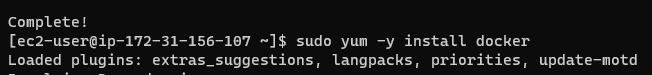 Complete!
[ec2-user@ip-172-31-156-107 ~]$ sudo yum -y install docker
Loaded plugins: extras_suggestions, langpacks, priorities, update-motd